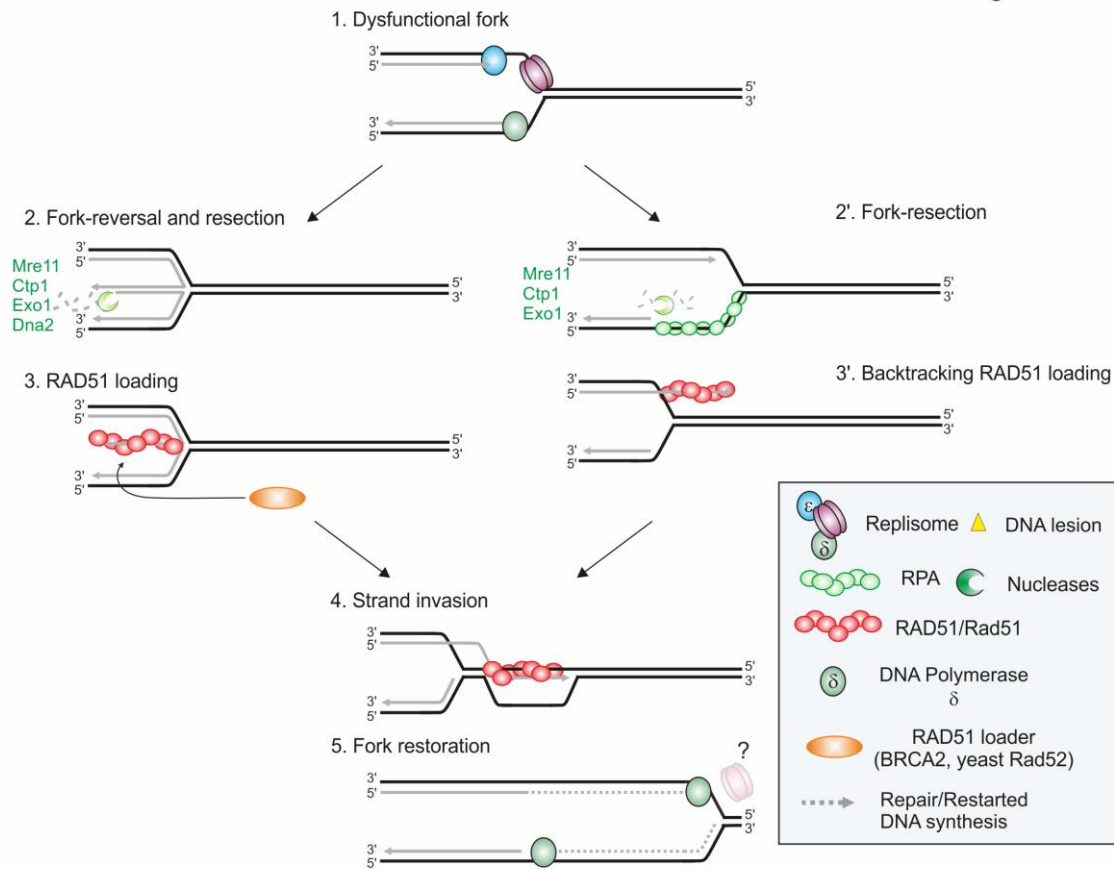 1. Dysfunctional fork
3'
5'
5'
3'
3'
5'
2. Fork-reversal and resection
3'
5'
Mre11
Ctp1
Exo1
Dna2
3'
5'
5'
3'
2'. Fork-resection
3'
5'
Mre11
Ctp1
Exo1
3'
5'
5'
3'
3. RAD51 loading
3'
5'
5'
3'
3'
5'
3'. Backtracking RAD51 loading
3'
5'
5'
3'
3'
5'
4. Strand invasion
3'
5'
5'
3'
3'
5'
5. Fork restoration
?
3'
5'
5'
3'
3'
5'
ε
δ
Replisome
DNA lesion
RPA
Nucleases
RAD51/Rad51
δ
DNA Polymerase
δ
RAD51 loader
(BRCA2, yeast Rad52)
Repair/Restarted
DNA synthesis